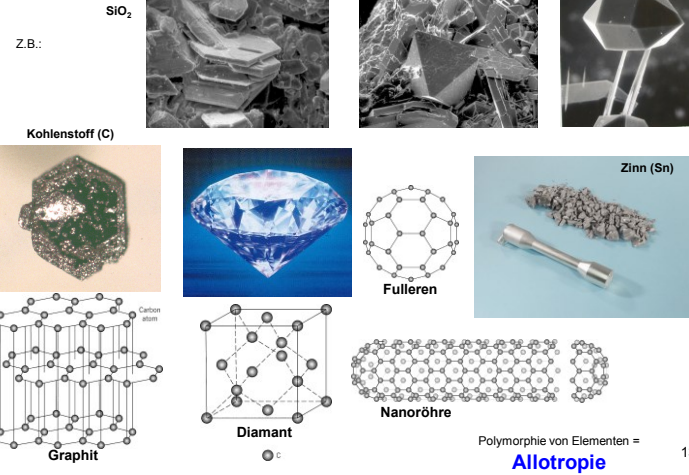 SiO2
Z.B.:
Kohlenstoff (C)
Zinn (Sn)
Fulleren
Carbon
atom
Nanoröhre
Diamant
C
Graphit
Polymorphie von Elementen =
Allotropie
1